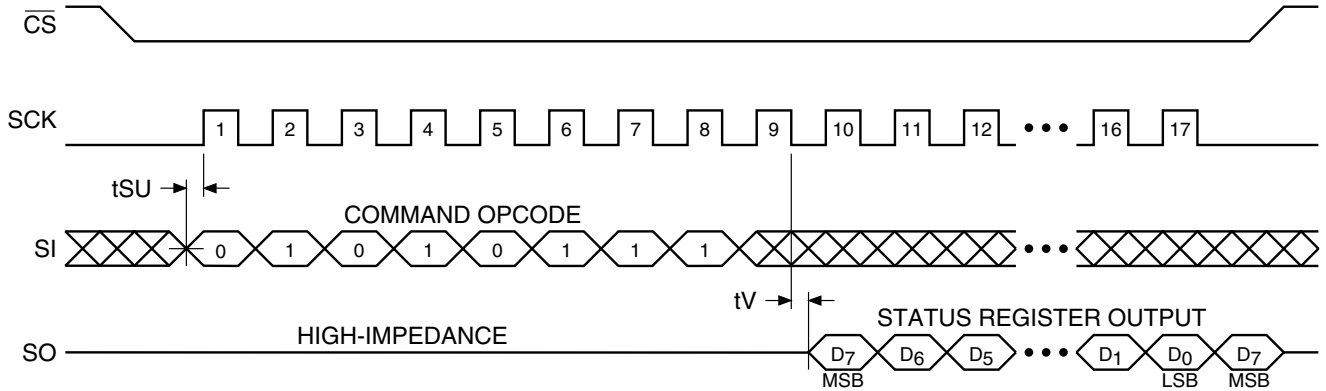 CS
SCK 1 2 3 4 5 6 7 8 9 10 11 12 ••• 16 17
tSU
COMMAND OPCODE
SI 0 1 0 1 0 1 1 1 •••
tV
HIGH-IMPEDANCE
STATUS REGISTER OUTPUT
SO D7 D6 D5 ••• D1 D0 D7
MSB LSB MSB